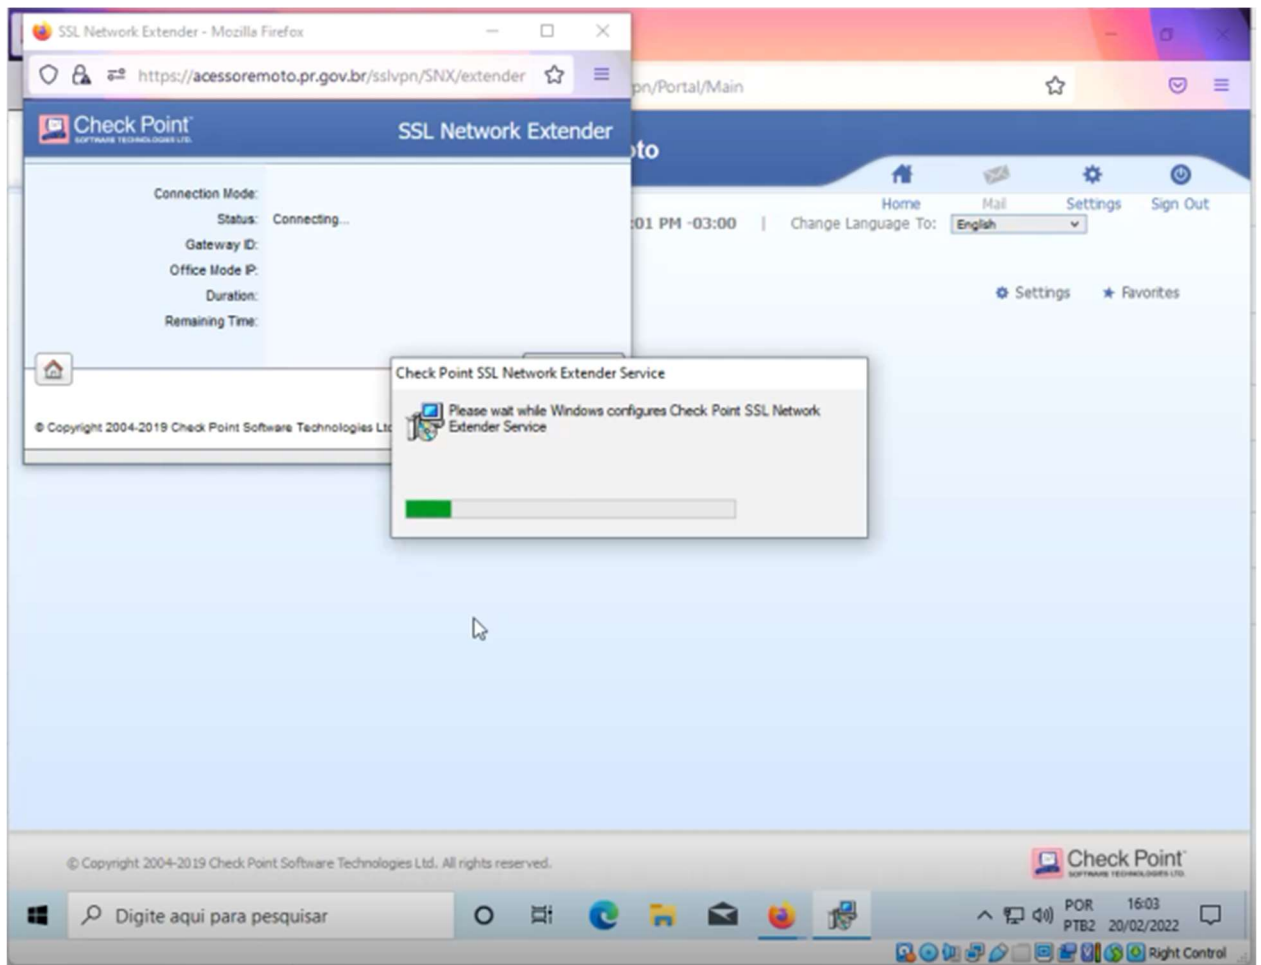 SSL Network Extender - Mozilla Firefox
https://acessoremoto.pr.gov.br/sslvpn/SNX/extender
pn/Portal/Main
Check Point
SOFTWARE TECHNOLOGIES LTD.
SSL Network Extender
oto
Home
Mail
Settings
Sign Out
:01 PM -03:00 | Change Language To: English
Settings
Favorites
Connection Mode:
Status: Connecting...
Gateway ID:
Office Mode IP:
Duration:
Remaining Time:
© Copyright 2004-2019 Check Point Software Technologies Ltd
Check Point SSL Network Extender Service
Please wait while Windows configures Check Point SSL Network
Extender Service
© Copyright 2004-2019 Check Point Software Technologies Ltd. All rights reserved.
Check Point
SOFTWARE TECHNOLOGIES LTD.
Digite aqui para pesquisar
POR
PTB2
16:03
20/02/2022
Right Control